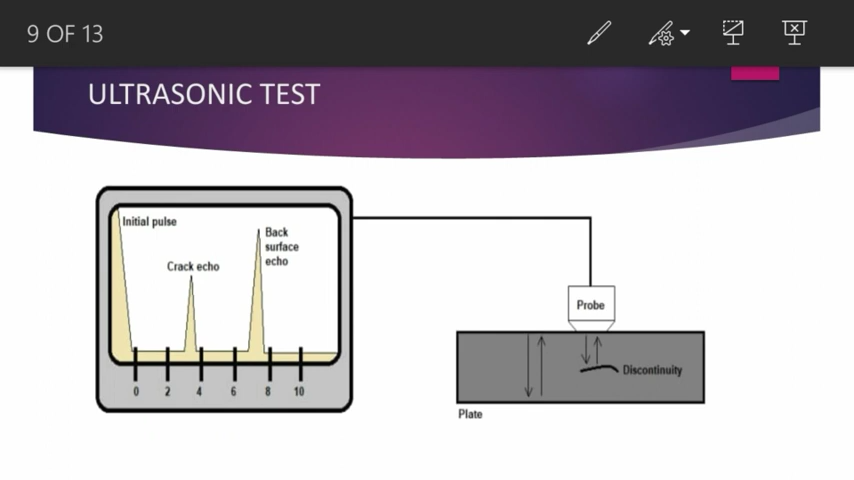 9 OF 13
ULTRASONIC TEST
Initial pulse
Crack echo
Back
surface
echo
0 2 4 6 8 10
Probe
Discontinuity
Plate